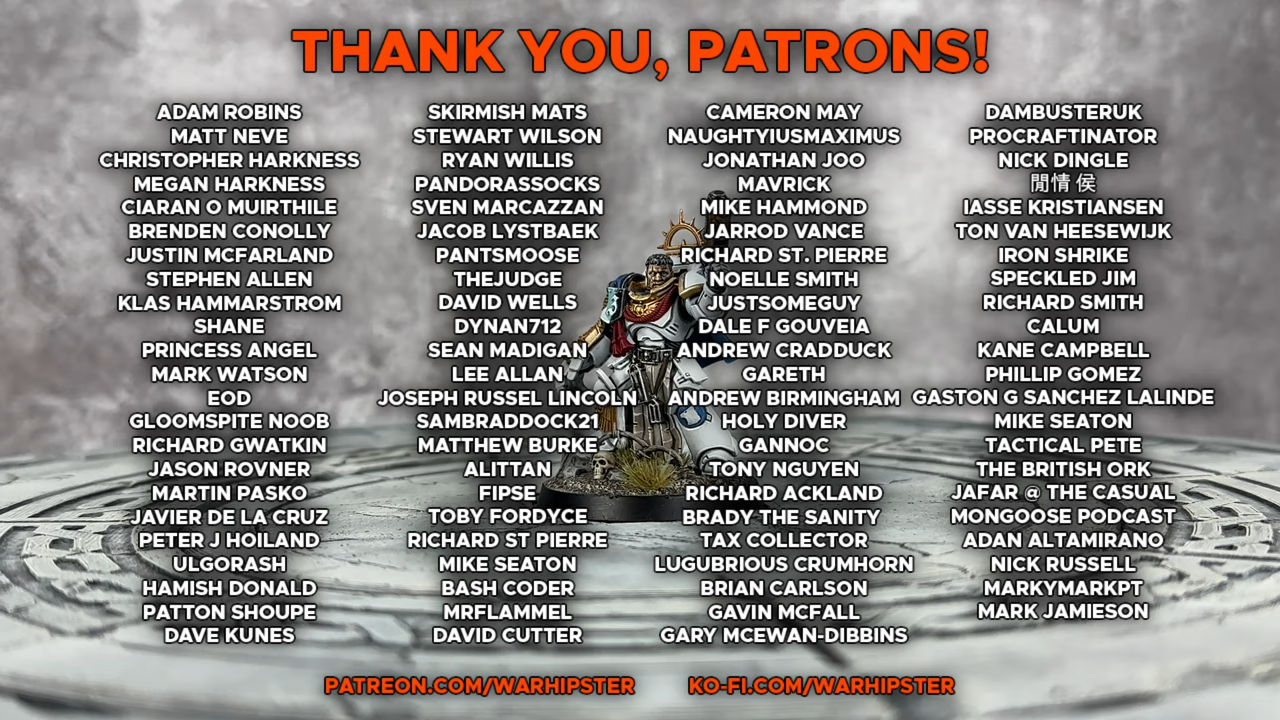 THANK YOU, PATRONS!
ADAM ROBINS
MATT NEVE
CHRISTOPHER HARKNESS
MEGAN HARKNESS
CIARAN O MUIRTHILE
BRENDEN CONOLLY
JUSTIN MCFARLAND
STEPHEN ALLEN
KLAS HAMMARSTROM
SHANE
PRINCESS ANGEL
MARK WATSON
EOD
GLOOMSPITE NOOB
RICHARD GWATKIN
JASON ROVNER
MARTIN PASKO
JAVIER DE LA CRUZ
PETER J HOILAND
ULGORASH
HAMISH DONALD
PATTON SHOUPE
DAVE KUNES
SKIRMISH MATS
STEWART WILSON
RYAN WILLIS
PANDORASSOCKS
SVEN MARCAZZAN
JACOB LYSTBAEK
PANTSMOOSE
THEJUDGE
DAVID WELLS
DYNAN712
SEAN MADIGAN
LEE ALLAN
JOSEPH RUSSEL LINCOLN
SAMBRADDOCK21
MATTHEW BURKE
ALITTAN
FIPSE
TOBY FORDYCE
RICHARD ST PIERRE
MIKE SEATON
BASH CODER
MRFLAMMEL
DAVID CUTTER
CAMERON MAY
NAUGHTYIUSMAXIMUS
JONATHAN JOO
MAVRICK
MIKE HAMMOND
JARROD VANCE
RICHARD ST. PIERRE
NOELLE SMITH
JUSTSOMEGUY
DALE F GOUVEIA
ANDREW CRADDUCK
GARETH
ANDREW BIRMINGHAM
HOLY DIVER
GANNOC
TONY NGUYEN
RICHARD ACKLAND
BRADY THE SANITY
TAX COLLECTOR
LUGUBRIOUS CRUMHORN
BRIAN CARLSON
GAVIN MCFALL
GARY MCEWAN-DIBBINS
DAMBUSTERUK
PROCRAFTINATOR
NICK DINGLE
閒情 侯
IASSE KRISTIANSEN
TON VAN HEESEWIJK
IRON SHRIKE
SPECKLED JIM
RICHARD SMITH
CALUM
KANE CAMPBELL
PHILLIP GOMEZ
GASTON G SANCHEZ LALINDE
MIKE SEATON
TACTICAL PETE
THE BRITISH ORK
JAFAR @ THE CASUAL
MONGOOSE PODCAST
ADAN ALTAMIRANO
NICK RUSSELL
MARKYMARKPT
MARK JAMIESON
PATREON.COM/WARHIPSTER
KO-FI.COM/WARHIPSTER